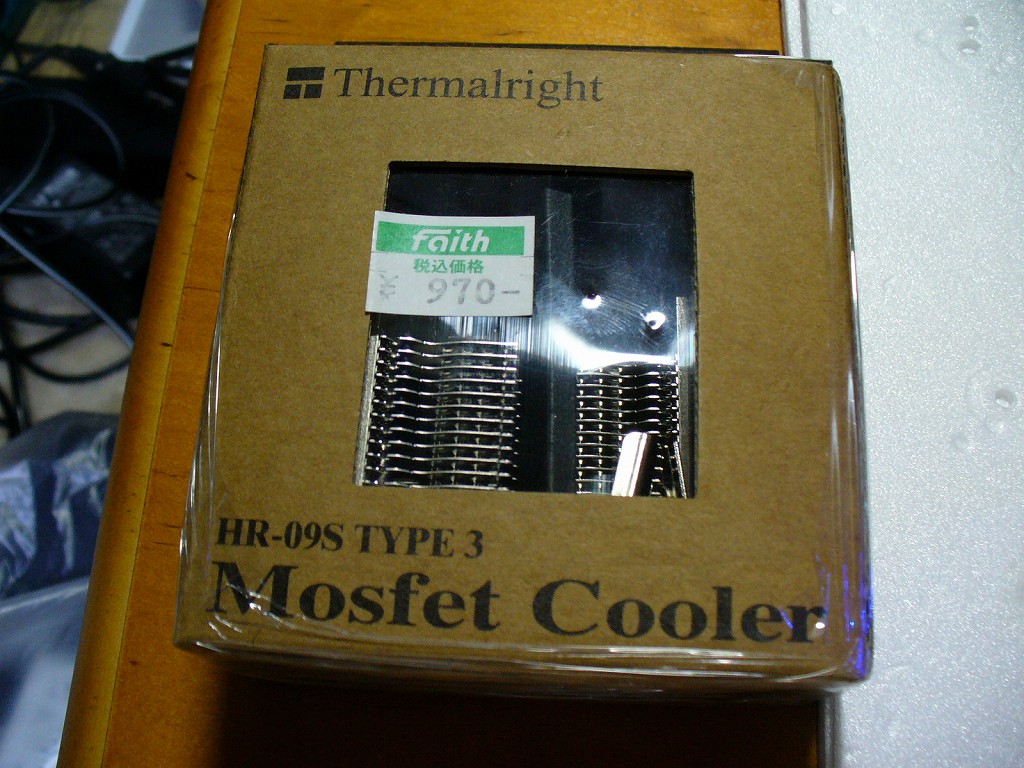 Thermalright
Faith
税込価格
¥ 970-
HR-09S TYPE 3
Mosfet Cooler